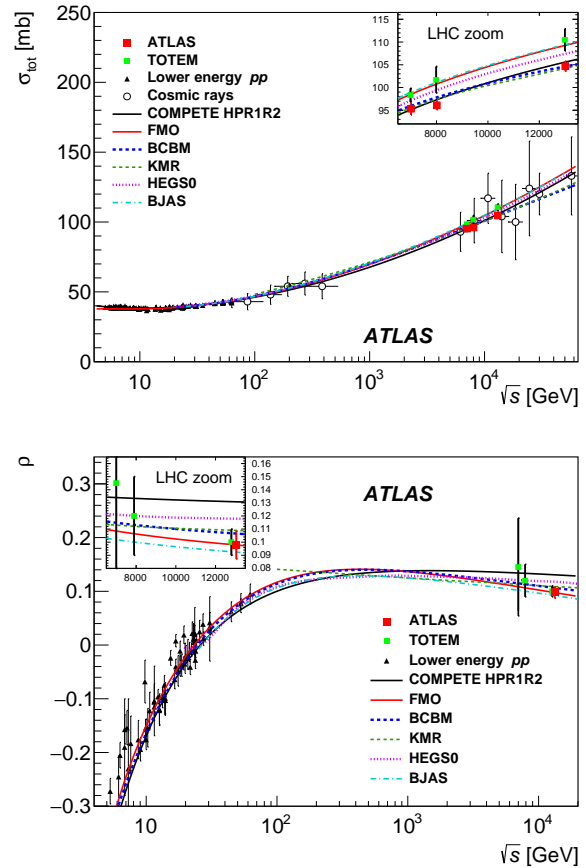 σtot [mb]
250
200
150
100
50
0
ATLAS
TOTEM
Lower energy pp
Cosmic rays
COMPETE HPR1R2
FMO
BCBM
KMR
HEGS0
BJAS
LHC zoom
115
110
105
100
95
8000 10000 12000
ATLAS
10 10² 10³ 10⁴
√s [GeV]
ρ
0.3
0.2
0.1
0
−0.1
−0.2
−0.3
LHC zoom
0.16
0.15
0.14
0.13
0.12
0.11
0.1
0.09
0.08
8000 10000 12000
ATLAS
ATLAS
TOTEM
Lower energy pp
COMPETE HPR1R2
FMO
BCBM
KMR
HEGS0
BJAS
10 10² 10³ 10⁴
√s [GeV]